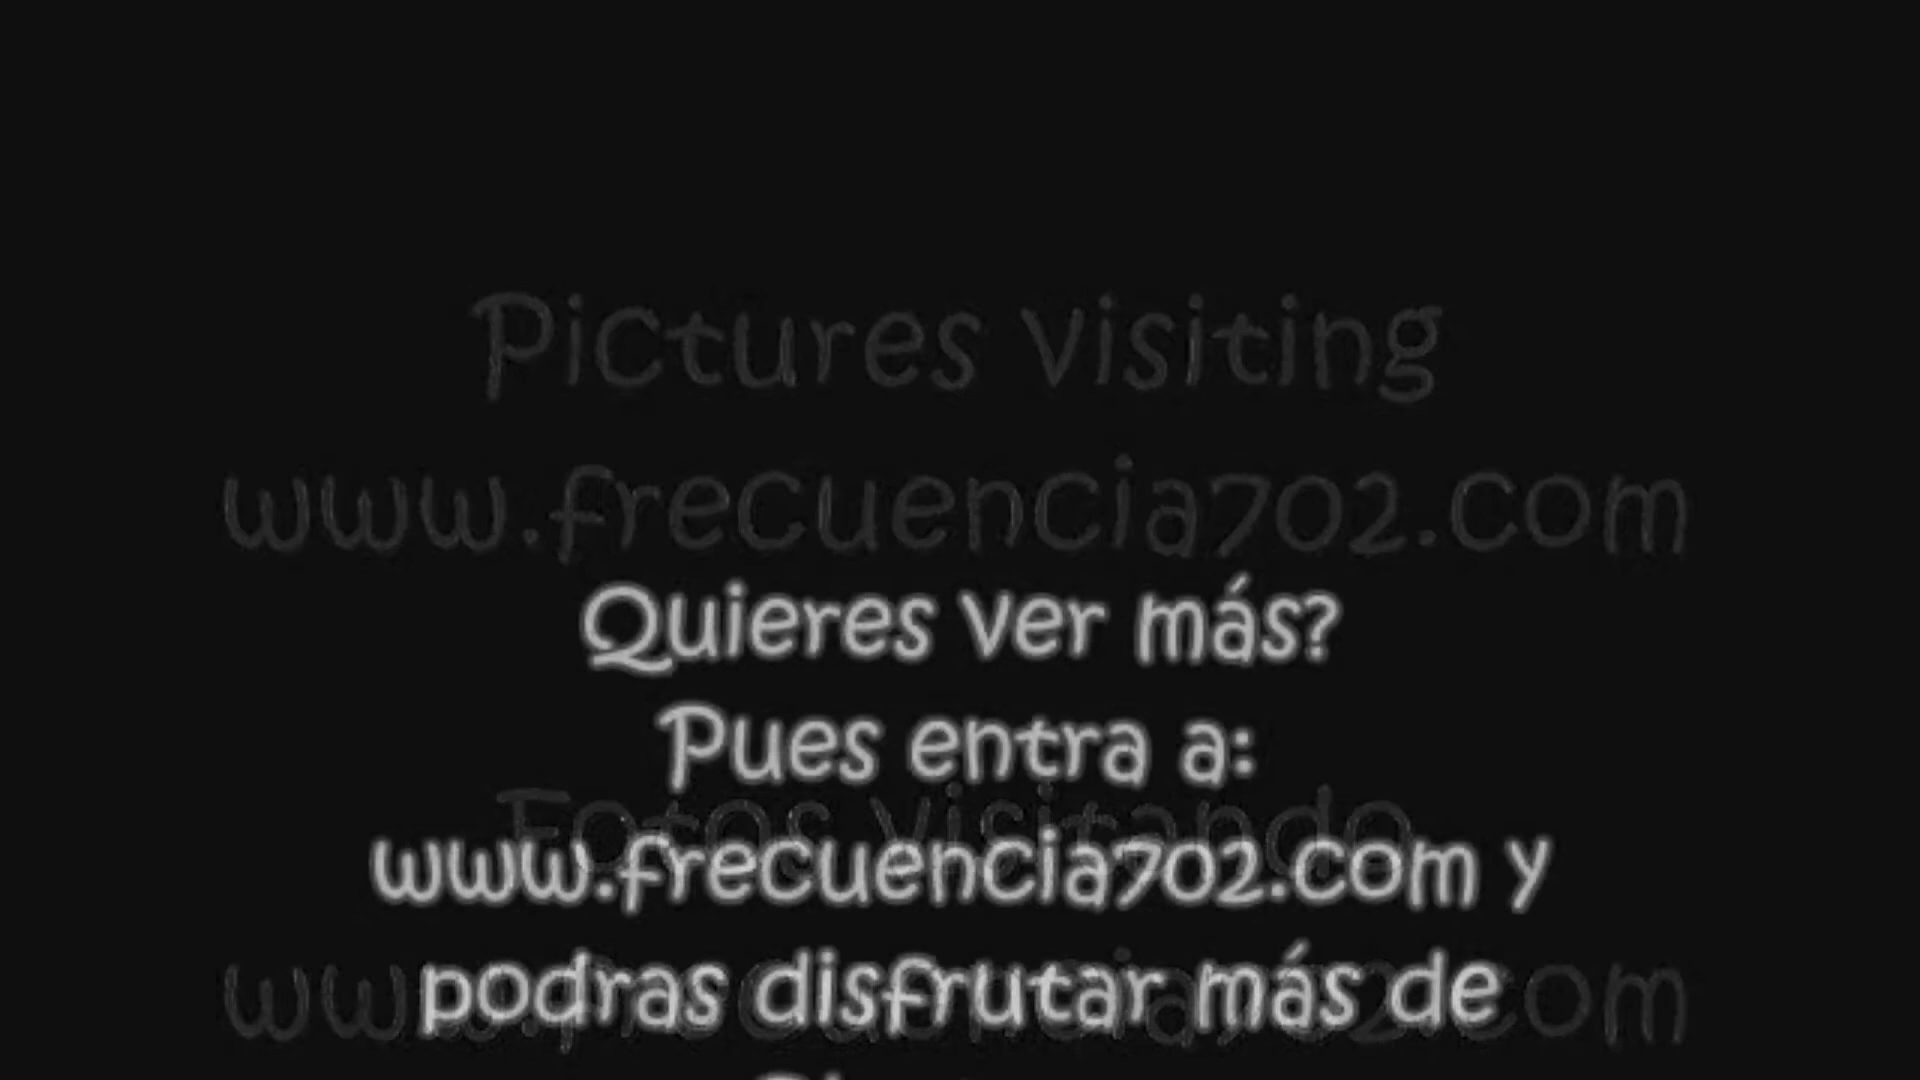 Pictures visiting
www.frecuencia702.com
Quieres ver más?
Pues entra a:
Fotos visitando
www.frecuencia702.com y
podras disfrutar más de